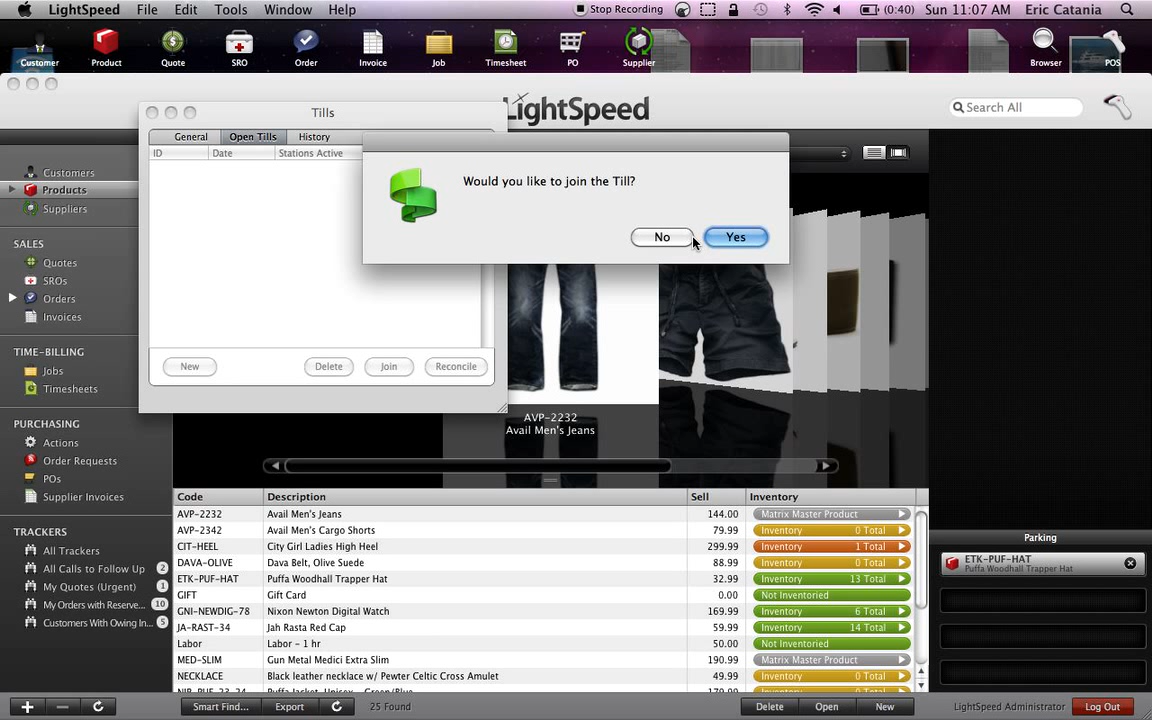 LightSpeed File Edit Tools Window Help Stop Recording (0:40) Sun 11:07 AM Eric Catania
Customer Product Quote SRO Order Invoice Job Timesheet PO Supplier Browser POS
LightSpeed
Search All
Tills
General Open Tills History
ID Date Stations Active
Would you like to join the Till?
No Yes
New Delete Join Reconcile
Customers
Products
Suppliers
SALES
Quotes
SROs
Orders
Invoices
TIME-BILLING
Jobs
Timesheets
PURCHASING
Actions
Order Requests
POs
Supplier Invoices
TRACKERS
All Trackers
All Calls to Follow Up 2
My Quotes (Urgent) 1
My Orders with Reserve... 10
Customers With Owing In... 5
AVP-2232
Avail Men's Jeans
Code Description Sell Inventory
AVP-2232 Avail Men's Jeans 144.00 Matrix Master Product
AVP-2342 Avail Men's Cargo Shorts 79.99 Inventory 0 Total
CIT-HEEL City Girl Ladies High Heel 299.99 Inventory 1 Total
DAVA-OLIVE Dava Belt, Olive Suede 88.99 Inventory 0 Total
ETK-PUF-HAT Puffa Woodhall Trapper Hat 32.99 Inventory 13 Total
GIFT Gift Card 0.00 Not Inventoried
GNI-NEWDIG-78 Nixon Newton Digital Watch 169.99 Inventory 6 Total
JA-RAST-34 Jah Rasta Red Cap 59.99 Inventory 14 Total
Labor Labor - 1 hr 50.00 Not Inventoried
MED-SLIM Gun Metal Medici Extra Slim 190.99 Matrix Master Product
NECKLACE Black leather necklace w/ Pewter Celtic Cross Amulet 49.99 Inventory 0 Total
Parking
ETK-PUF-HAT
Puffa Woodhall Trapper Hat
Smart Find... Export 25 Found Delete Open New LightSpeed Administrator Log Out